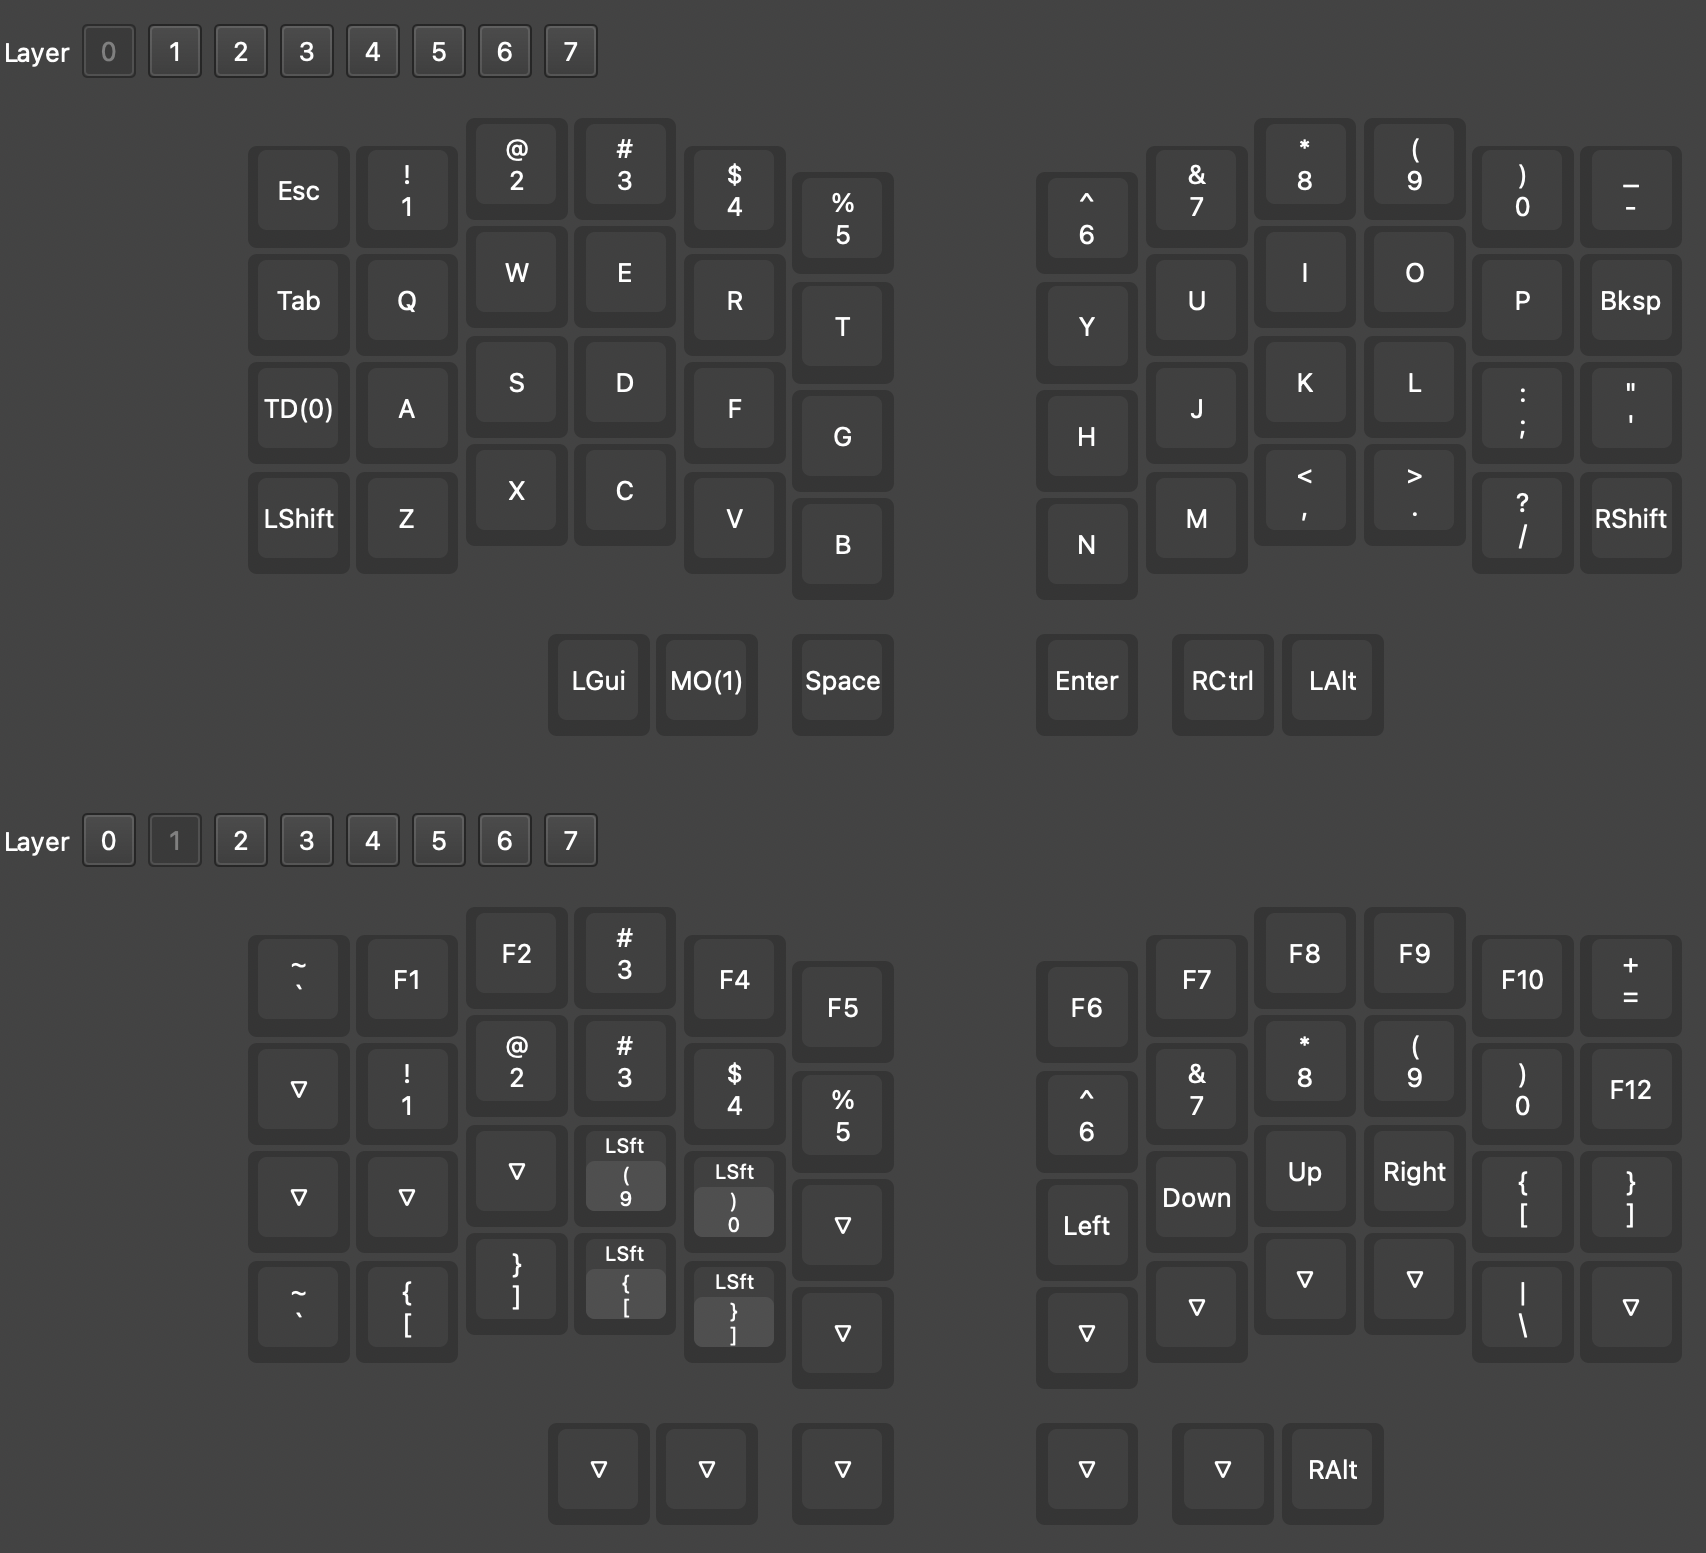 Layer 0 1 2 3 4 5 6 7
Esc ! 1 @ 2 # 3 $ 4 % 5 ^ 6 & 7 * 8 ( 9 ) 0 _ -
Tab Q W E R T Y U I O P Bksp
TD(0) A S D F G H J K L : ; " '
LShift Z X C V B N M < , > . ? / RShift
LGui MO(1) Space Enter RCtrl LAlt
Layer 0 1 2 3 4 5 6 7
~ ` F1 F2 # 3 F4 F5 F6 F7 F8 F9 F10 + =
▽ ! 1 @ 2 # 3 $ 4 % 5 ^ 6 & 7 * 8 ( 9 ) 0 F12
▽ ▽ ▽ LSft ( 9 LSft ) 0 ▽ Left Down Up Right { [ } ]
~ ` { [ } ] LSft { [ LSft } ] ▽ ▽ ▽ ▽ ▽ | \ ▽
▽ ▽ ▽ ▽ ▽ RAlt